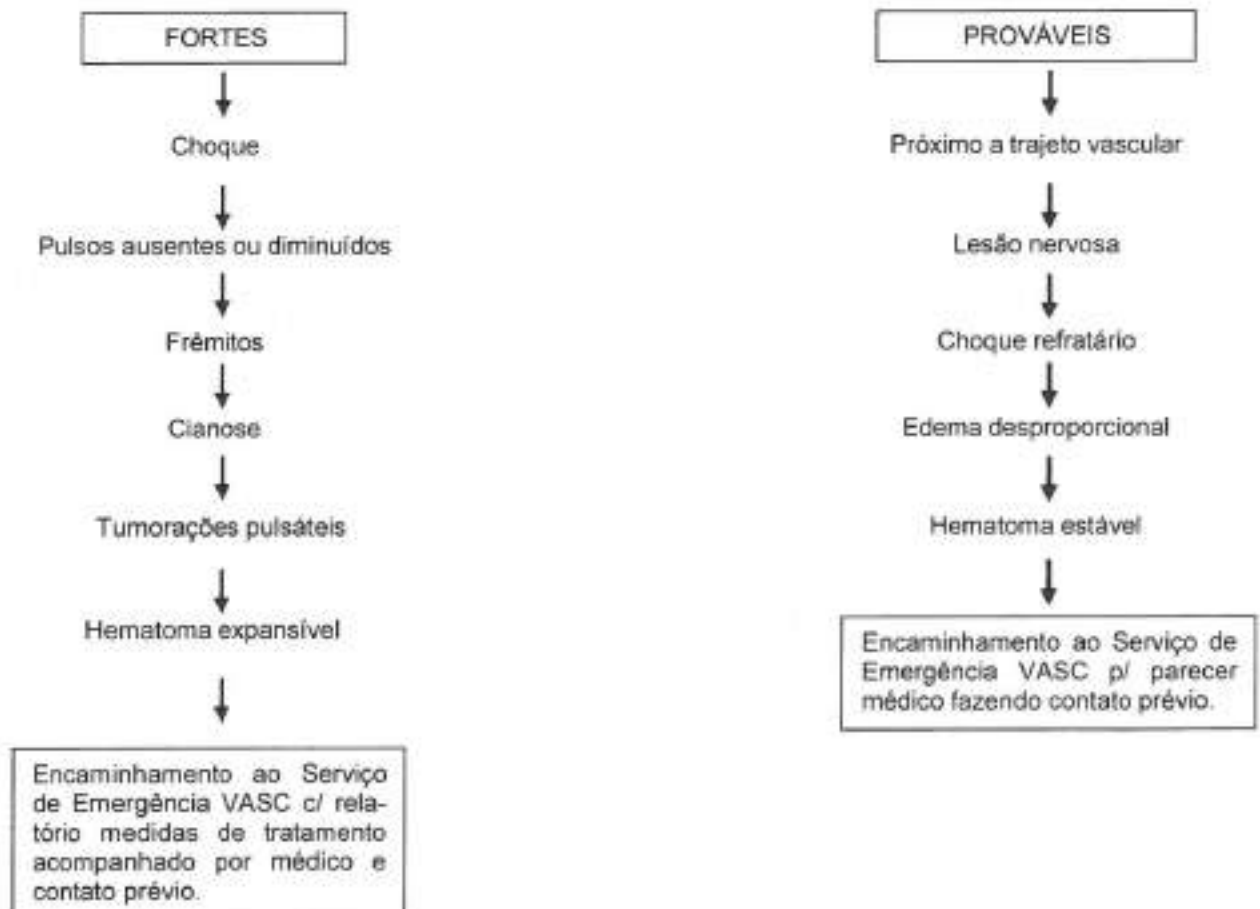 FORTES
Choque
Pulsos ausentes ou diminuídos
Frêmitos
Cianose
Tumorações pulsáteis
Hematoma expansível
Encaminhamento ao Serviço
de Emergência VASC c/ rela-
tório medidas de tratamento
acompanhado por médico e
contato prévio.
PROVÁVEIS
Próximo a trajeto vascular
Lesão nervosa
Choque refratário
Edema desproporcional
Hematoma estável
Encaminhamento ao Serviço de
Emergência VASC p/ parecer
médico fazendo contato prévio.